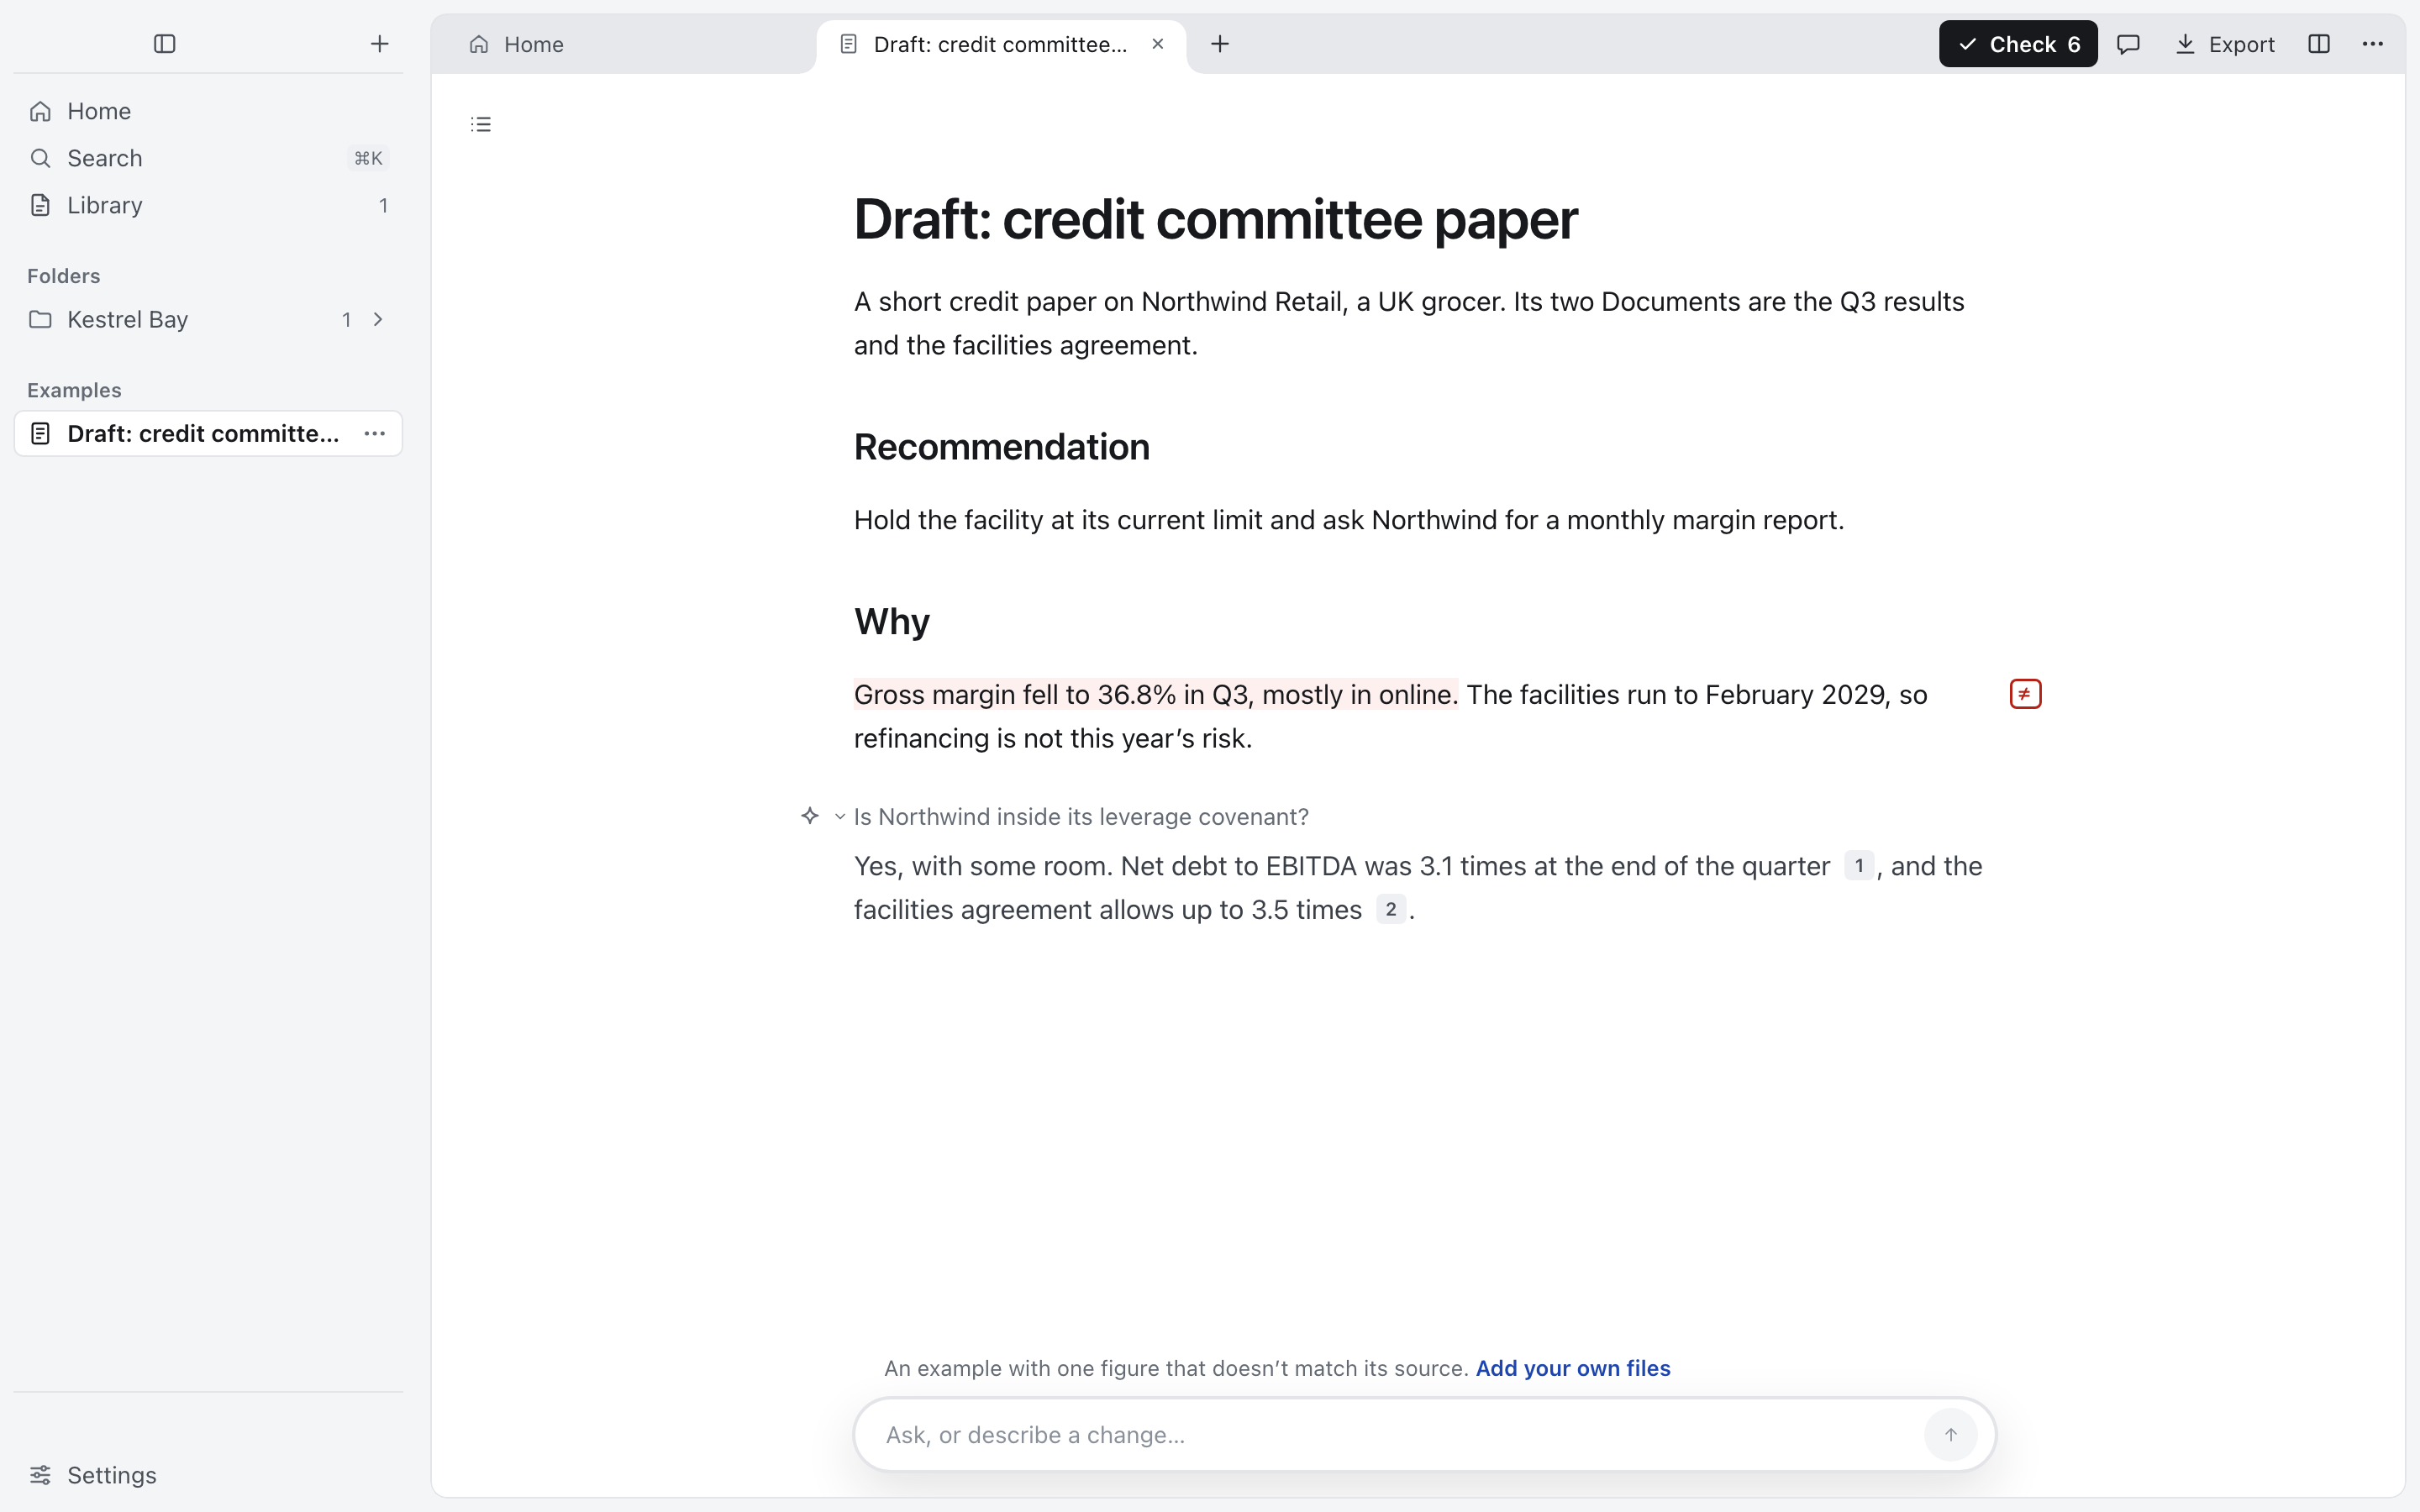 Home
Search ⌘K
Library 1
Folders
Kestrel Bay 1
Examples
Draft: credit committe...
Settings
Home
Draft: credit committee...
Check 6
Export
Draft: credit committee paper
A short credit paper on Northwind Retail, a UK grocer. Its two Documents are the Q3 results
and the facilities agreement.
Recommendation
Hold the facility at its current limit and ask Northwind for a monthly margin report.
Why
Gross margin fell to 36.8% in Q3, mostly in online. The facilities run to February 2029, so
≠
refinancing is not this year’s risk.
Is Northwind inside its leverage covenant?
Yes, with some room. Net debt to EBITDA was 3.1 times at the end of the quarter 1, and the
facilities agreement allows up to 3.5 times 2.
An example with one figure that doesn’t match its source. Add your own files
Ask, or describe a change...